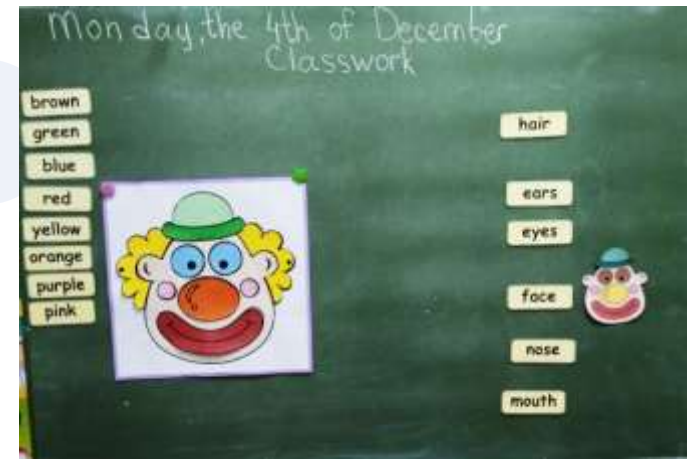 Monday, the 4th of December
Classwork
brown
green
blue
red
yellow
orange
purple
pink
hair
ears
eyes
face
nose
mouth